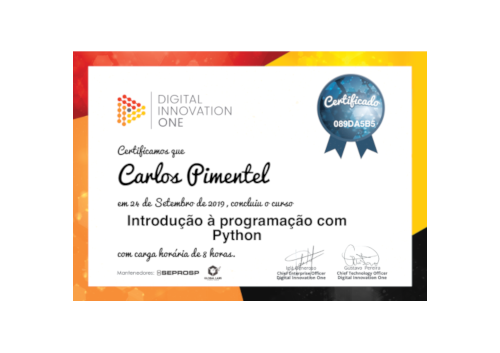 DIGITAL
INNOVATION
ONE
Certificado
089DA5B5
Certificamos que
Carlos Pimentel
em 24 de Setembro de 2019, concluiu o curso
Introdução à programação com
Python
com carga horária de 8 horas.
Mantenedores: SEPROSP
Chief Enterprise Officer
Digital Innovation One
Chief Technology Officer
Digital Innovation One